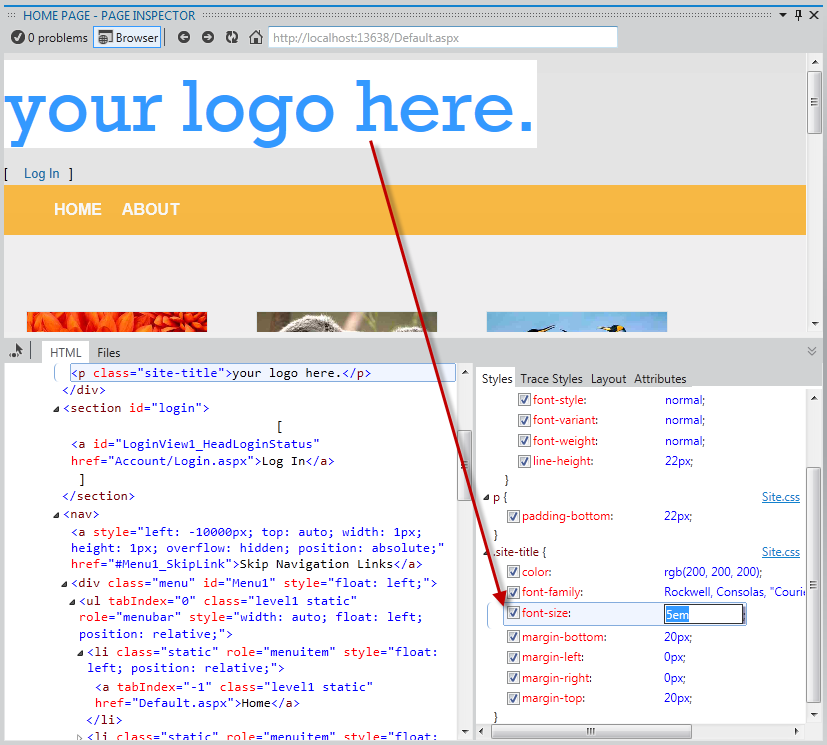 HOME PAGE - PAGE INSPECTOR
0 problems Browser http://localhost:13638/Default.aspx
your logo here.
[ Log In ]
HOME ABOUT
HTML Files
<p class="site-title">your logo here.</p>
</div>
<section id="login">
[
<a id="LoginView1_HeadLoginStatus"
href="Account/Login.aspx">Log In</a>
]
</section>
<nav>
<a style="left: -10000px; top: auto; width: 1px;
height: 1px; overflow: hidden; position: absolute;"
href="#Menu1_SkipLink">Skip Navigation Links</a>
<div class="menu" id="Menu1" style="float: left;">
<ul tabIndex="0" class="level1 static"
role="menubar" style="width: auto; float: left;
position: relative;">
<li class="static" role="menuitem" style="float:
left; position: relative;">
<a tabIndex="-1" class="level1 static"
href="Default.aspx">Home</a>
</li>
<li class="static" role="menuitem" style="float:
Styles Trace Styles Layout Attributes
font-style: normal;
font-variant: normal;
font-weight: normal;
line-height: 22px;
}
p { Site.css
padding-bottom: 22px;
}
.site-title { Site.css
color: rgb(200, 200, 200);
font-family: Rockwell, Consolas, "Courie
font-size: 5em
margin-bottom: 20px;
margin-left: 0px;
margin-right: 0px;
margin-top: 20px;
}